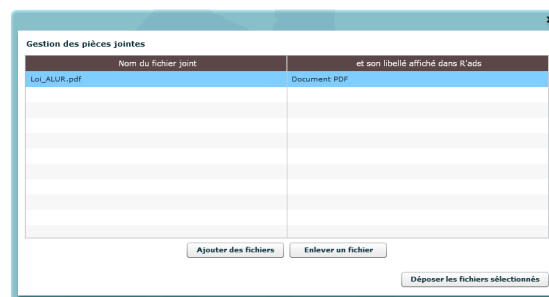 Gestion des pièces jointes
Nom du fichier joint et son libellé affiché dans R'ads
Loi_ALUR.pdf Document PDF
Ajouter des fichiers Enlever un fichier
Déposer les fichiers sélectionnés